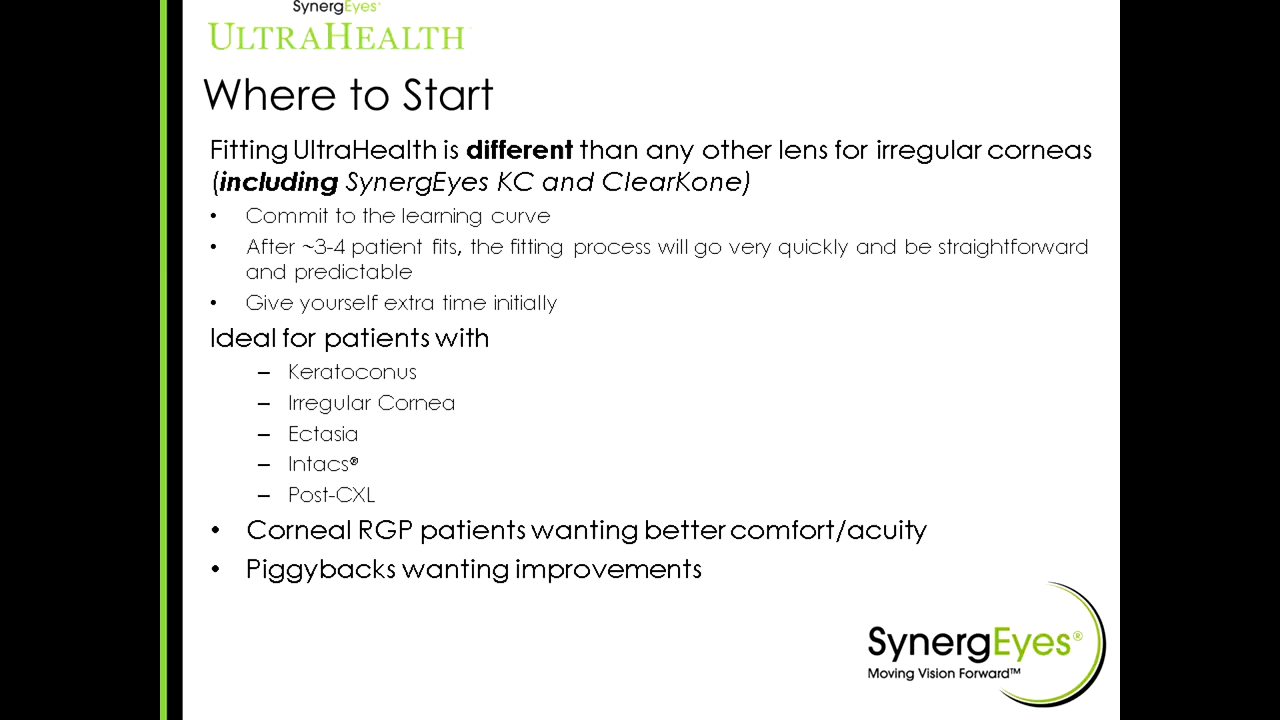 SynergEyes®
ULTRAHEALTH
Where to Start
Fitting UltraHealth is different than any other lens for irregular corneas
(including SynergEyes KC and ClearKone)
• Commit to the learning curve
• After ~3-4 patient fits, the fitting process will go very quickly and be straightforward
and predictable
• Give yourself extra time initially
Ideal for patients with
– Keratoconus
– Irregular Cornea
– Ectasia
– Intacs®
– Post-CXL
• Corneal RGP patients wanting better comfort/acuity
• Piggybacks wanting improvements
SynergEyes®
Moving Vision Forward™